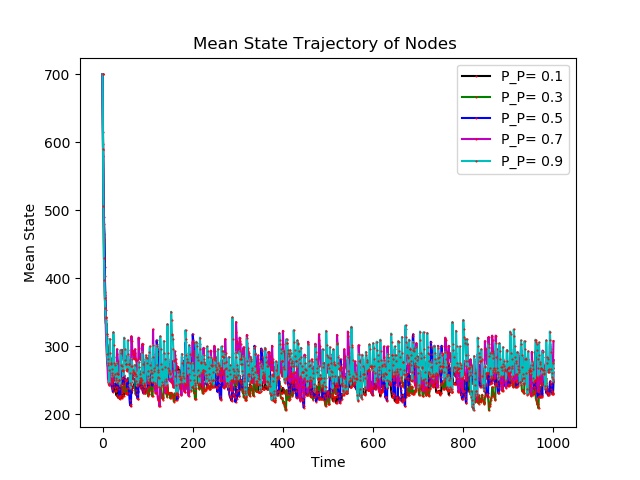 Mean State Trajectory of Nodes
P_P= 0.1
P_P= 0.3
P_P= 0.5
P_P= 0.7
P_P= 0.9
700
600
500
400
300
200
Mean State
0
200
400
600
800
1000
Time